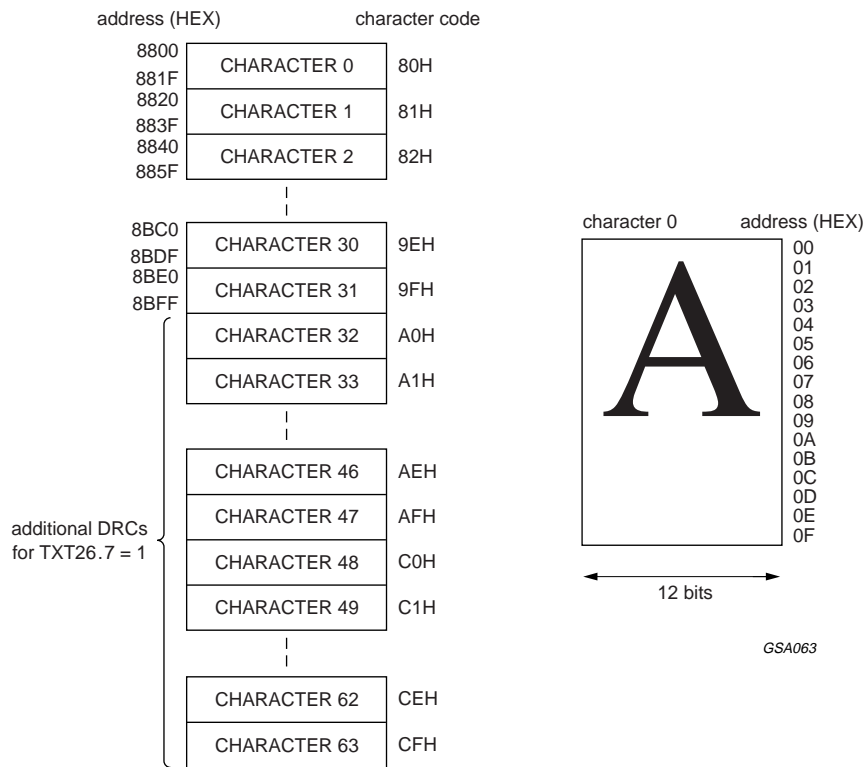 address (HEX)
character code
8800
881F
CHARACTER 0
80H
8820
883F
CHARACTER 1
81H
8840
885F
CHARACTER 2
82H
8BC0
8BDF
CHARACTER 30
9EH
8BE0
8BFF
CHARACTER 31
9FH
CHARACTER 32
A0H
CHARACTER 33
A1H
CHARACTER 46
AEH
CHARACTER 47
AFH
CHARACTER 48
C0H
CHARACTER 49
C1H
CHARACTER 62
CEH
CHARACTER 63
CFH
additional DRCs
for TXT26.7 = 1
character 0
address (HEX)
A
00
01
02
03
04
05
06
07
08
09
0A
0B
0C
0D
0E
0F
12 bits
GSA063